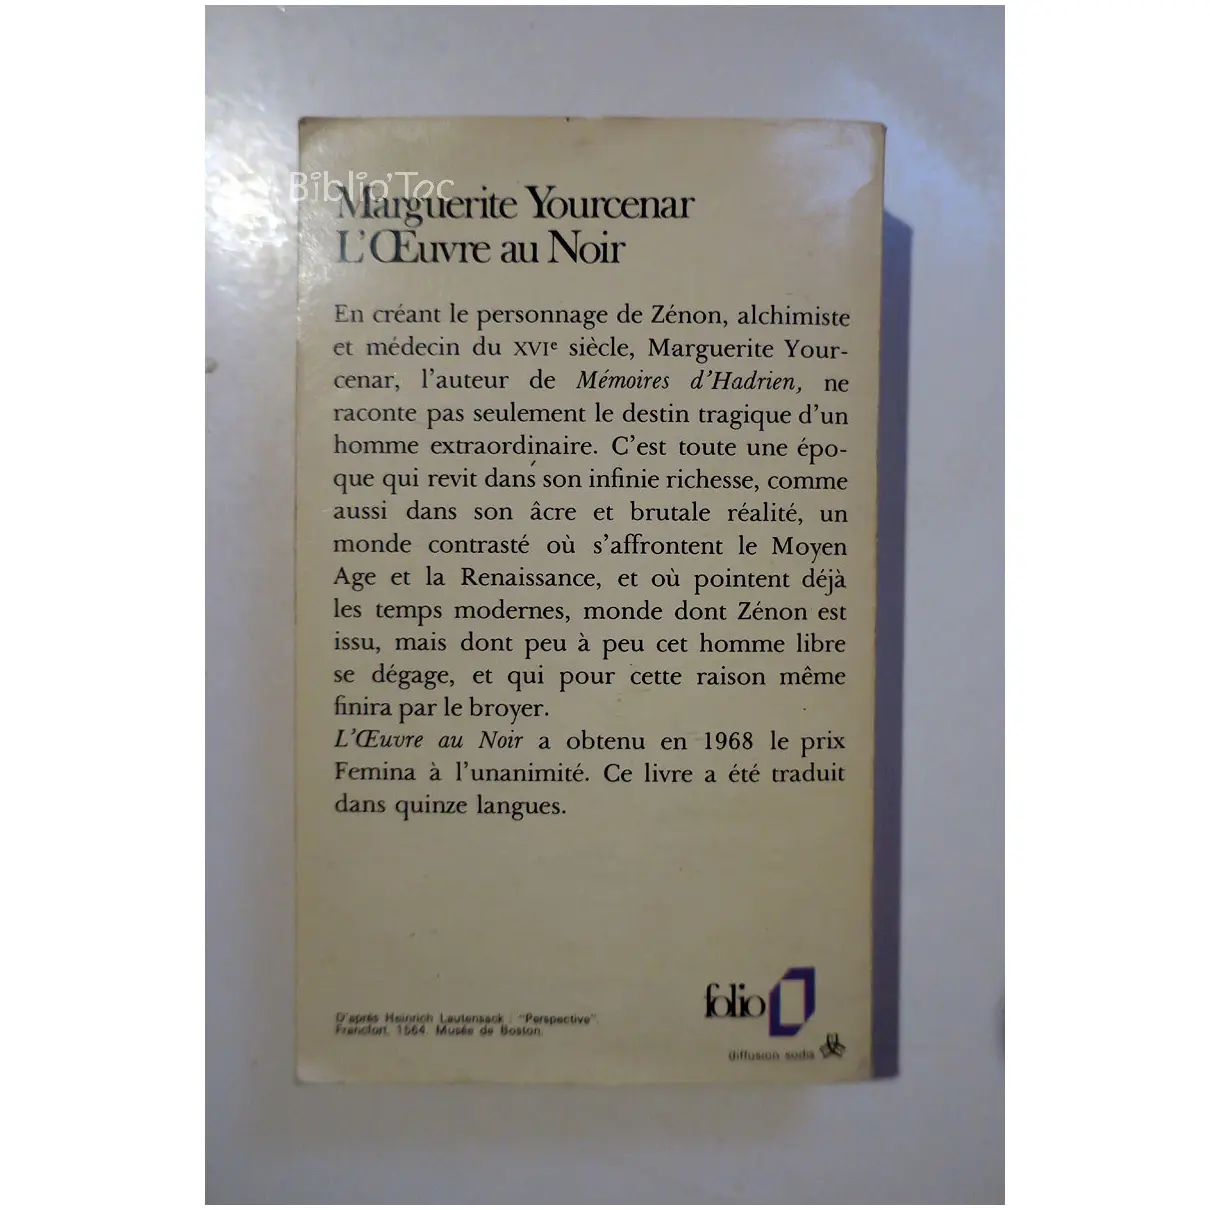 Biblio'Toc
Marguerite Yourcenar
L'Œuvre au Noir
En créant le personnage de Zénon, alchimiste
et médecin du XVIe siècle, Marguerite Your-
cenar, l'auteur de Mémoires d'Hadrien, ne
raconte pas seulement le destin tragique d'un
homme extraordinaire. C'est toute une épo-
que qui revit dans son infinie richesse, comme
aussi dans son âcre et brutale réalité, un
monde contrasté où s'affrontent le Moyen
Age et la Renaissance, et où pointent déjà
les temps modernes, monde dont Zénon est
issu, mais dont peu à peu cet homme libre
se dégage, et qui pour cette raison même
finira par le broyer.
L'Œuvre au Noir a obtenu en 1968 le prix
Femina à l'unanimité. Ce livre a été traduit
dans quinze langues.
folio
D'après Heinrich Lautensack : "Perspective".
Francfort, 1564. Musée de Boston.
diffusion sodis